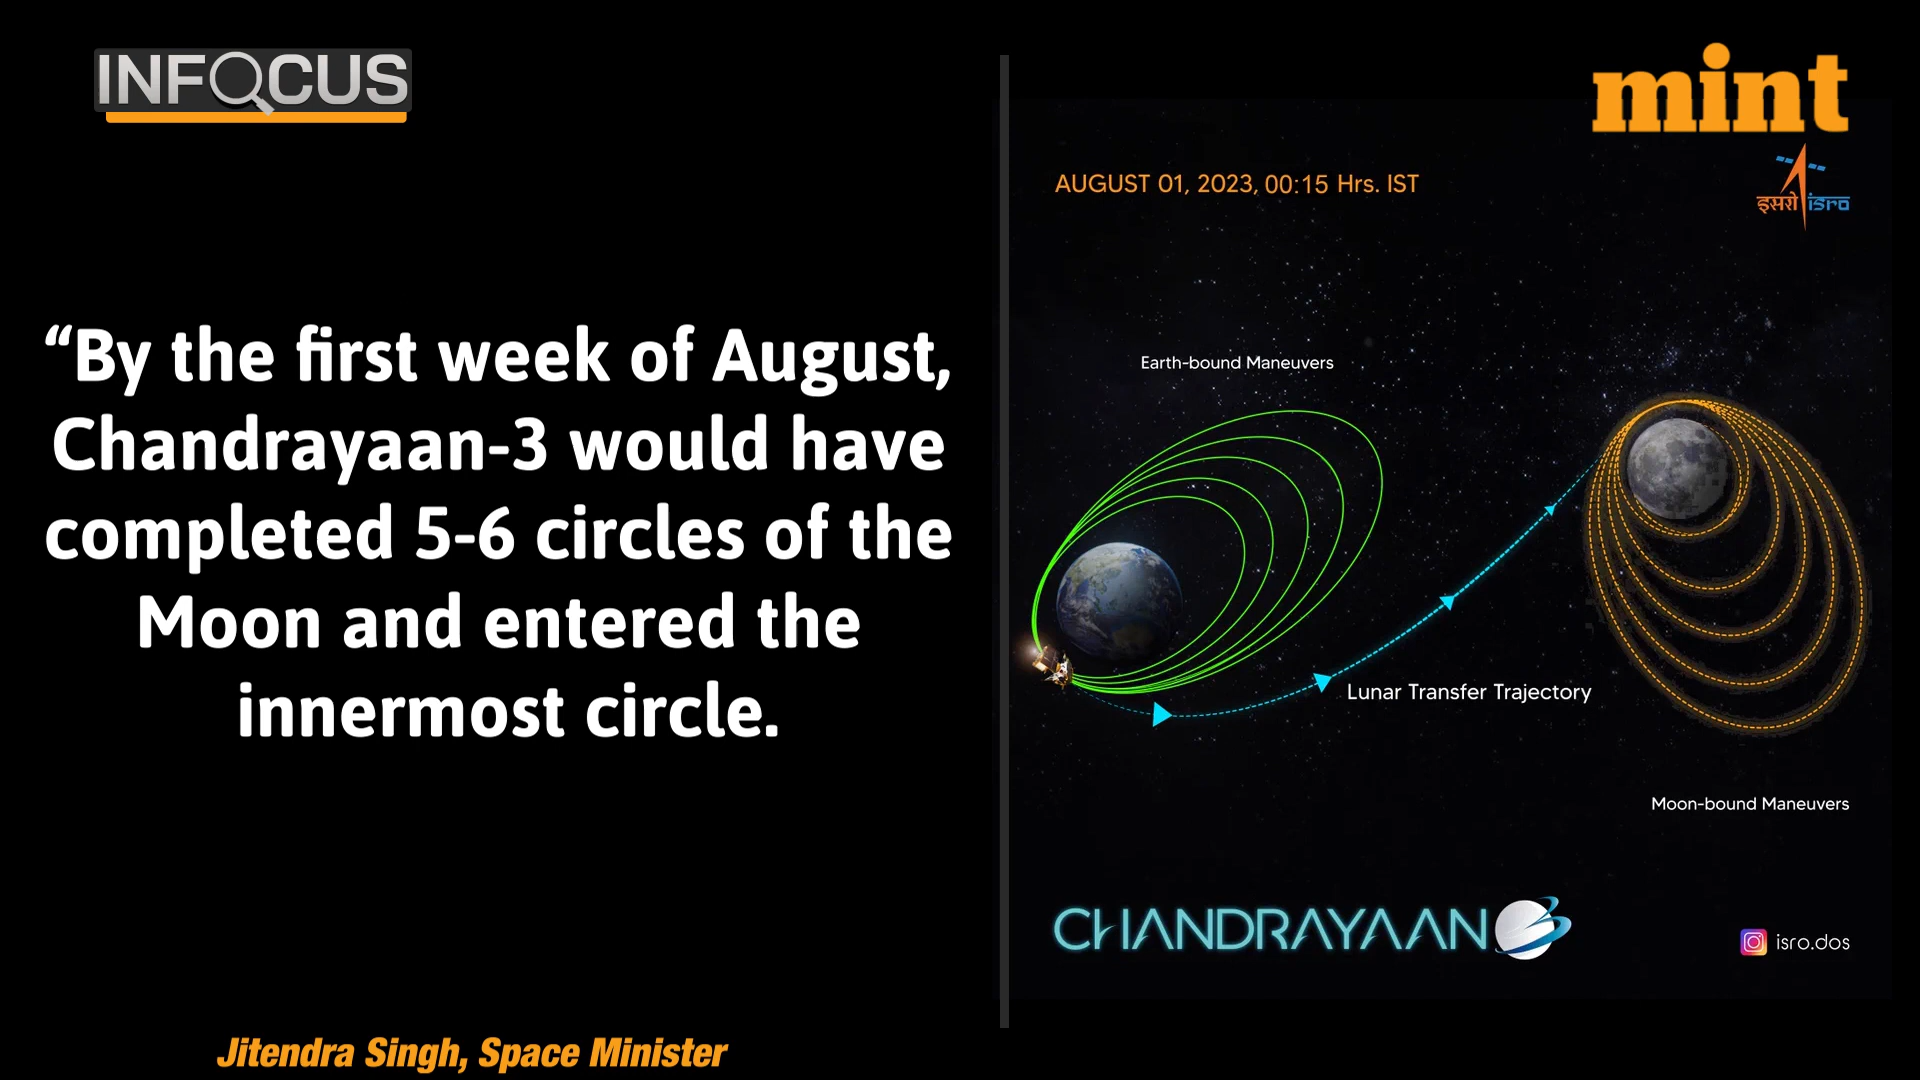 INFOCUS
mint
AUGUST 01, 2023, 00:15 Hrs. IST
इसरो isro
“By the first week of August,
Chandrayaan-3 would have
completed 5-6 circles of the
Moon and entered the
innermost circle.
Earth-bound Maneuvers
Lunar Transfer Trajectory
Moon-bound Maneuvers
CHANDRAYAAN 3
isro.dos
Jitendra Singh, Space Minister